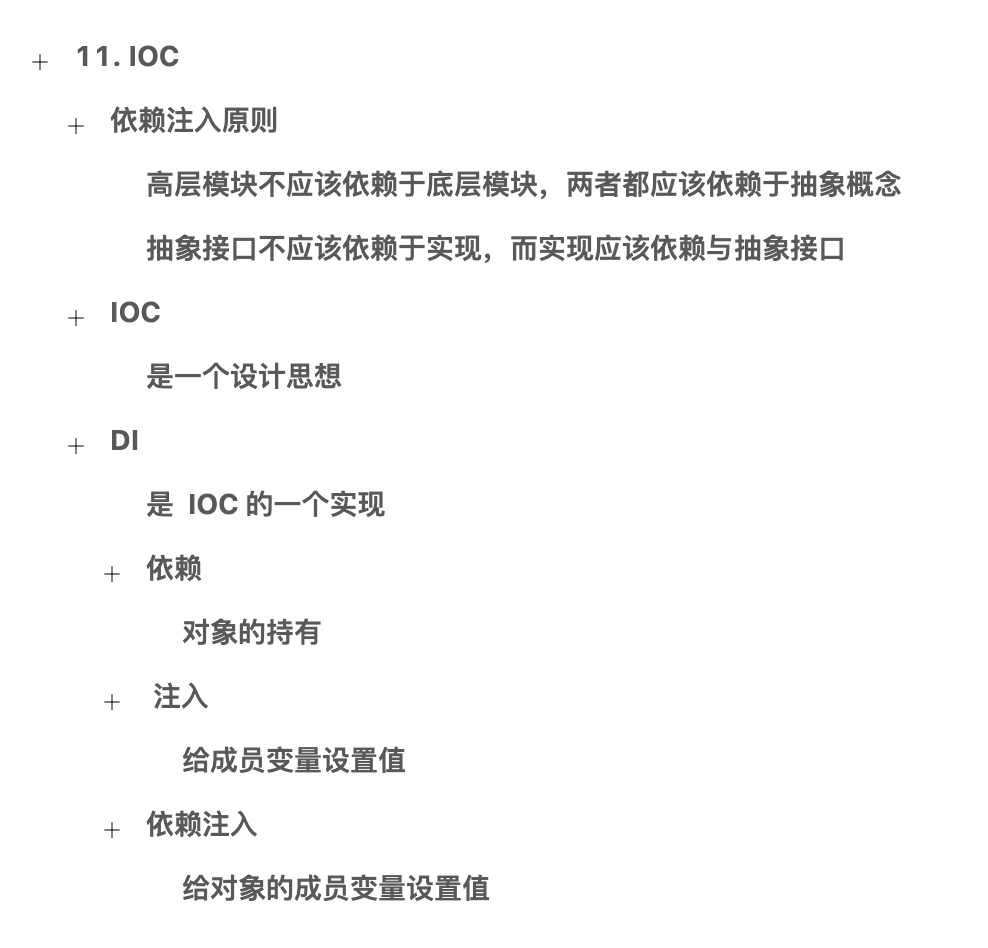 11. IOC
依赖注入原则
高层模块不应该依赖于底层模块，两者都应该依赖于抽象概念
抽象接口不应该依赖于实现，而实现应该依赖与抽象接口
IOC
是一个设计思想
DI
是 IOC 的一个实现
依赖
对象的持有
注入
给成员变量设置值
依赖注入
给对象的成员变量设置值